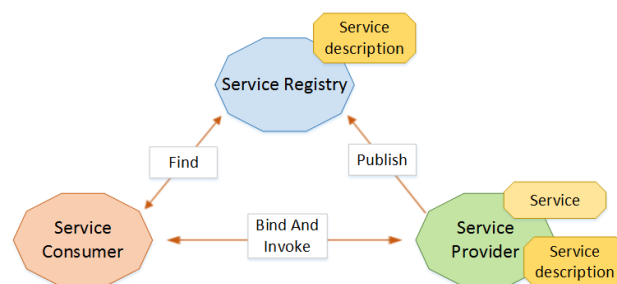 Service
description
Service Registry
Find
Publish
Service
Service
Consumer
Bind And
Invoke
Service
Provider
Service
description